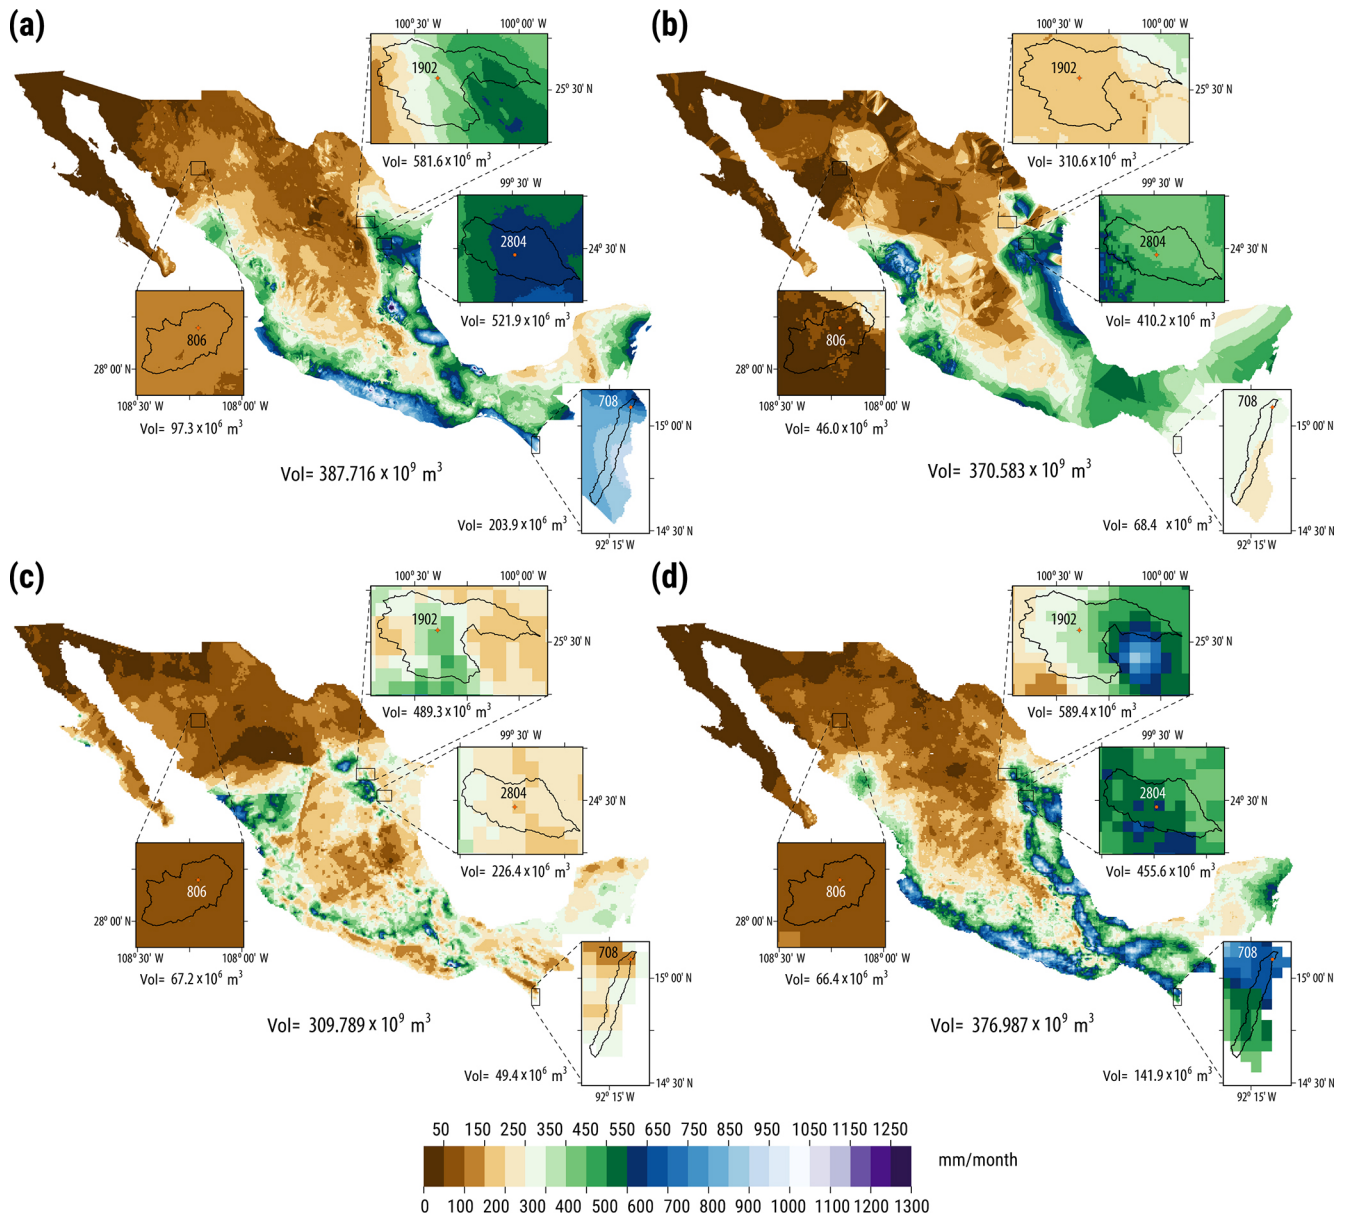 (a)
100° 30' W 100° 00' W
1902
25° 30' N
Vol= 581.6 x 10⁶ m³
99° 30' W
2804
24° 30' N
Vol= 521.9 x 10⁶ m³
806
28° 00' N
108° 30' W 108° 00' W
Vol= 97.3 x 10⁶ m³
708
15° 00' N
14° 30' N
92° 15' W
Vol= 203.9 x 10⁶ m³
Vol= 387.716 x 10⁹ m³
(b)
100° 30' W 100° 00' W
1902
25° 30' N
Vol= 310.6 x 10⁶ m³
99° 30' W
2804
24° 30' N
Vol= 410.2 x 10⁶ m³
806
28° 00' N
108° 30' W 108° 00' W
Vol= 46.0 x 10⁶ m³
708
15° 00' N
14° 30' N
92° 15' W
Vol= 68.4 x 10⁶ m³
Vol= 370.583 x 10⁹ m³
(c)
100° 30' W 100° 00' W
1902
25° 30' N
Vol= 489.3 x 10⁶ m³
99° 30' W
2804
24° 30' N
Vol= 226.4 x 10⁶ m³
806
28° 00' N
108° 30' W 108° 00' W
Vol= 67.2 x 10⁶ m³
708
15° 00' N
14° 30' N
92° 15' W
Vol= 49.4 x 10⁶ m³
Vol= 309.789 x 10⁹ m³
(d)
100° 30' W 100° 00' W
1902
25° 30' N
Vol= 589.4 x 10⁶ m³
99° 30' W
2804
24° 30' N
Vol= 455.6 x 10⁶ m³
806
28° 00' N
108° 30' W 108° 00' W
Vol= 66.4 x 10⁶ m³
708
15° 00' N
14° 30' N
92° 15' W
Vol= 141.9 x 10⁶ m³
Vol= 376.987 x 10⁹ m³
50 150 250 350 450 550 650 750 850 950 1050 1150 1250
mm/month
0 100 200 300 400 500 600 700 800 900 1000 1100 1200 1300